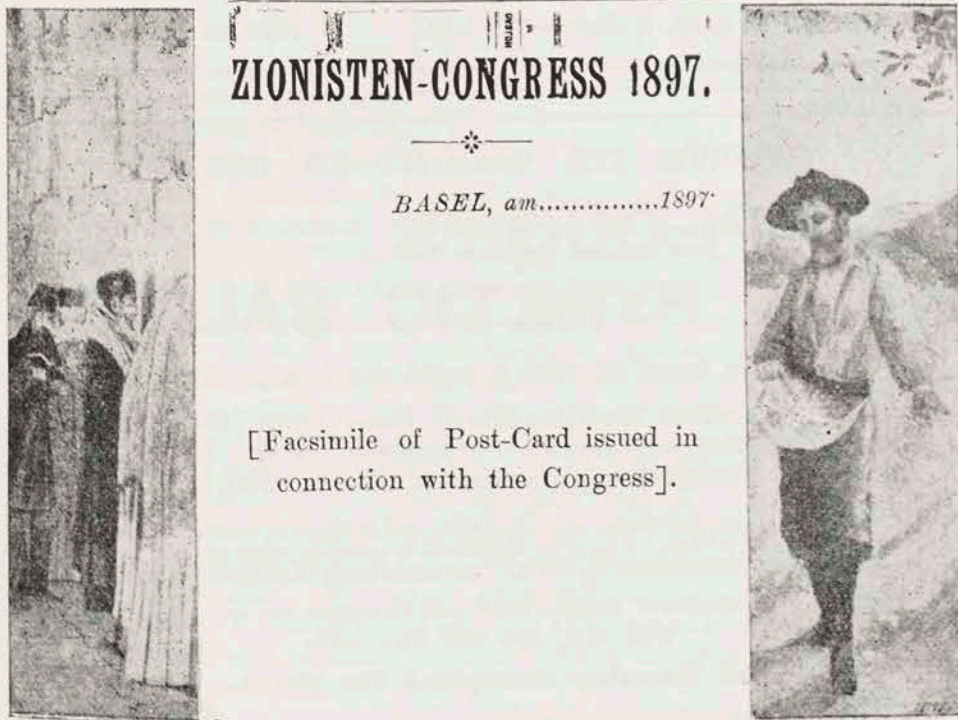 ZIONISTEN-CONGRESS 1897.
BASEL, am...............1897
[Facsimile of Post-Card issued in
connection with the Congress].